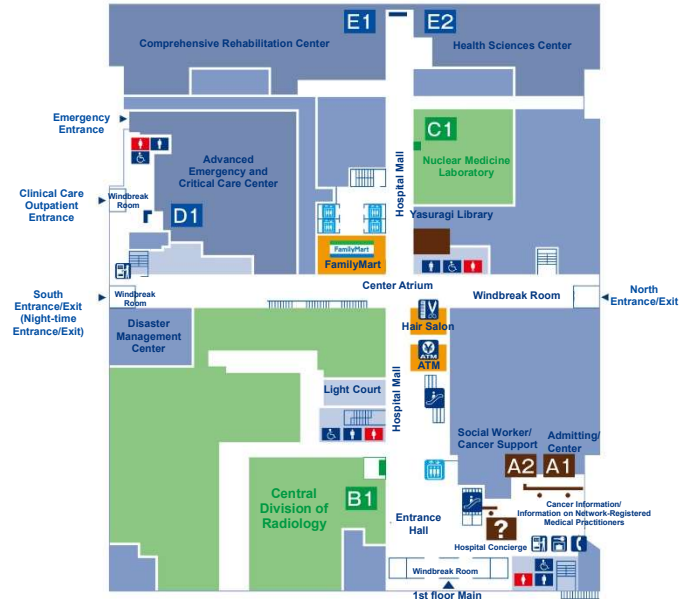 E1
E2
Comprehensive Rehabilitation Center
Health Sciences Center
Emergency
Entrance
C1
Advanced
Emergency and
Critical Care Center
Nuclear Medicine
Laboratory
Hospital Mall
Clinical Care
Outpatient
Entrance
Windbreak
Room
D1
Yasuragi Library
FamilyMart
FamilyMart
Center Atrium
South
Entrance/Exit
(Night-time
Entrance/Exit)
Windbreak
Room
Windbreak Room
North
Entrance/Exit
Disaster
Management
Center
Hair Salon
ATM
ATM
Light Court
Hospital Mall
Social Worker/
Cancer Support
Admitting/
Center
A2
A1
Central
Division of
Radiology
B1
Cancer Information/
Information on Network-Registered
Medical Practitioners
Entrance
Hall
?
Hospital Concierge
Windbreak Room
1st floor Main